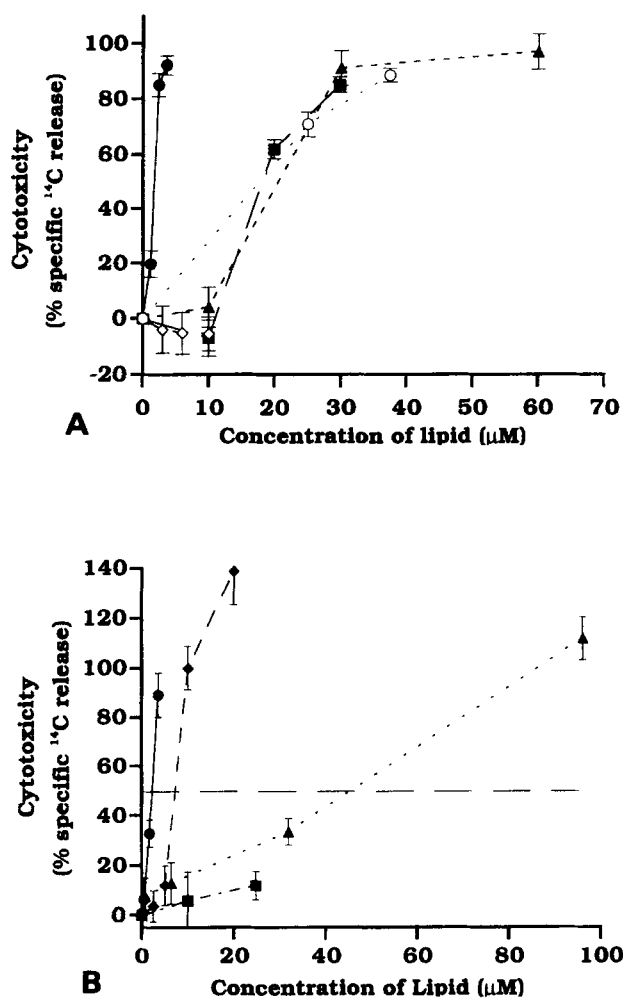 100
80
60
40
20
0
-20
Cytotoxicity
(% specific ¹⁴C release)
0 10 20 30 40 50 60 70
A
Concentration of lipid (µM)
140
120
100
80
60
40
20
0
Cytotoxicity
(% specific ¹⁴C release)
0 20 40 60 80 100
B
Concentration of Lipid (µM)